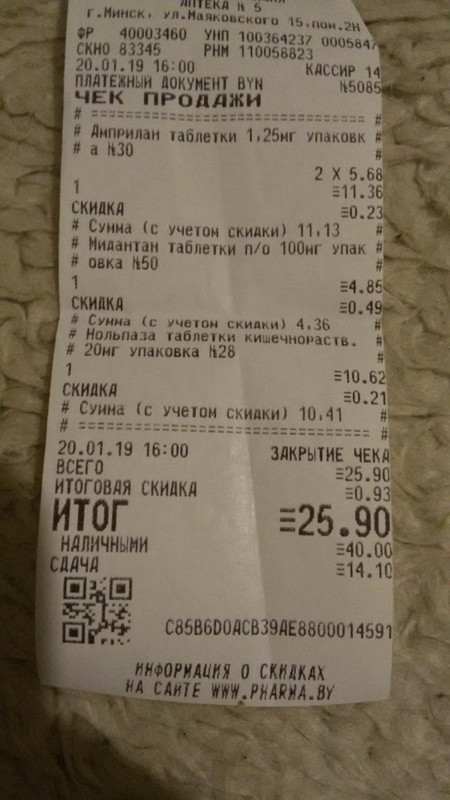 АПТЕКА № 5
г.Минск, ул.Маяковского 15,пом.2Н
ФР 40003460 УНП 100364237 0005847
СКНО 83345 РНМ 110056823
20.01.19 16:00 КАССИР 14
ПЛАТЕЖНЫЙ ДОКУМЕНТ BYN №5085
ЧЕК ПРОДАЖИ
# ============================== #
# Амприлан таблетки 1,25мг упаковк #
# а №30 #
2 X 5.68
1 ≡11.36
СКИДКА ≡0.23
# Сумма (с учетом скидки) 11,13 #
# Мидантан таблетки п/о 100мг упак #
# овка №50 #
1 ≡4.85
СКИДКА ≡0.49
# Сумма (с учетом скидки) 4,36 #
# Нольпаза таблетки кишечнораств. #
# 20мг упаковка №28 #
1 ≡10.62
СКИДКА ≡0.21
# Сумма (с учетом скидки) 10,41 #
# ============================== #
20.01.19 16:00 ЗАКРЫТИЕ ЧЕКА
ВСЕГО ≡25.90
ИТОГОВАЯ СКИДКА ≡0.93
ИТОГ ≡25.90
НАЛИЧНЫМИ ≡40.00
СДАЧА ≡14.10
C85B6D0ACB39AE8800014591
ИНФОРМАЦИЯ О СКИДКАХ
НА САЙТЕ WWW.PHARMA.BY